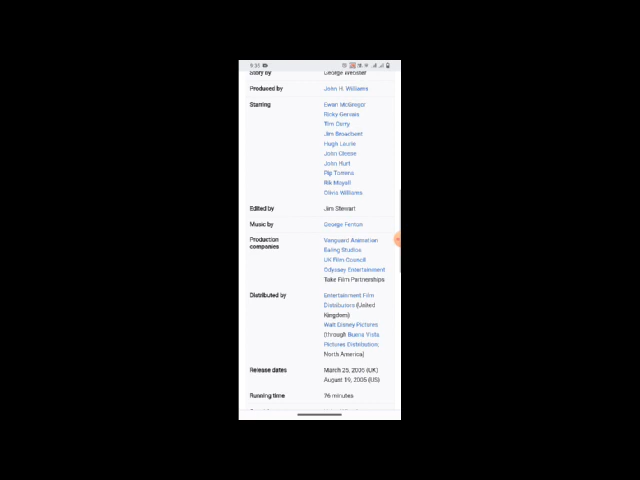 9:31
Story by George Webster
Produced by John H. Williams
Starring Ewan McGregor
Ricky Gervais
Tim Curry
Jim Broadbent
Hugh Laurie
John Cleese
John Hurt
Pip Torrens
Rik Mayall
Olivia Williams
Edited by Jim Stewart
Music by George Fenton
Production Vanguard Animation
companies Ealing Studios
UK Film Council
Odyssey Entertainment
Take Film Partnerships
Distributed by Entertainment Film
Distributors (United
Kingdom)
Walt Disney Pictures
(through Buena Vista
Pictures Distribution;
North America)
Release dates March 25, 2005 (UK)
August 19, 2005 (US)
Running time 76 minutes